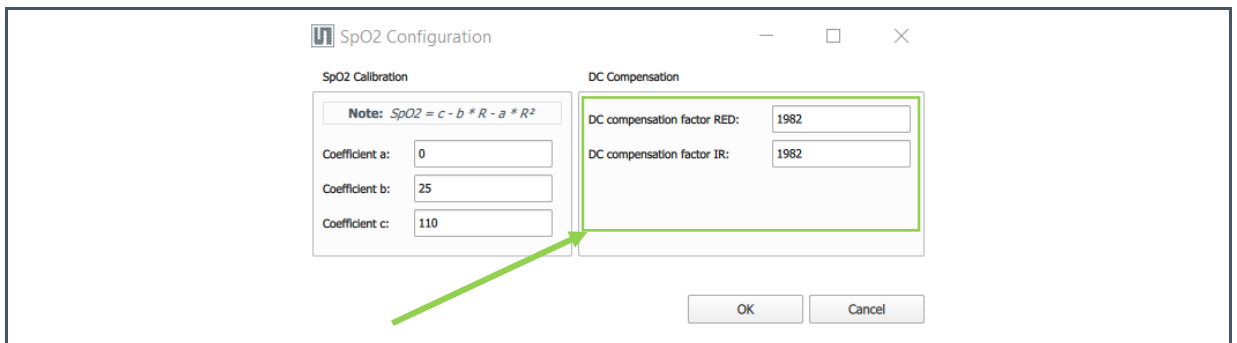 SpO2 Configuration
SpO2 Calibration
Note: SpO2 = c - b * R - a * R²
Coefficient a: 0
Coefficient b: 25
Coefficient c: 110
DC Compensation
DC compensation factor RED: 1982
DC compensation factor IR: 1982
OK Cancel